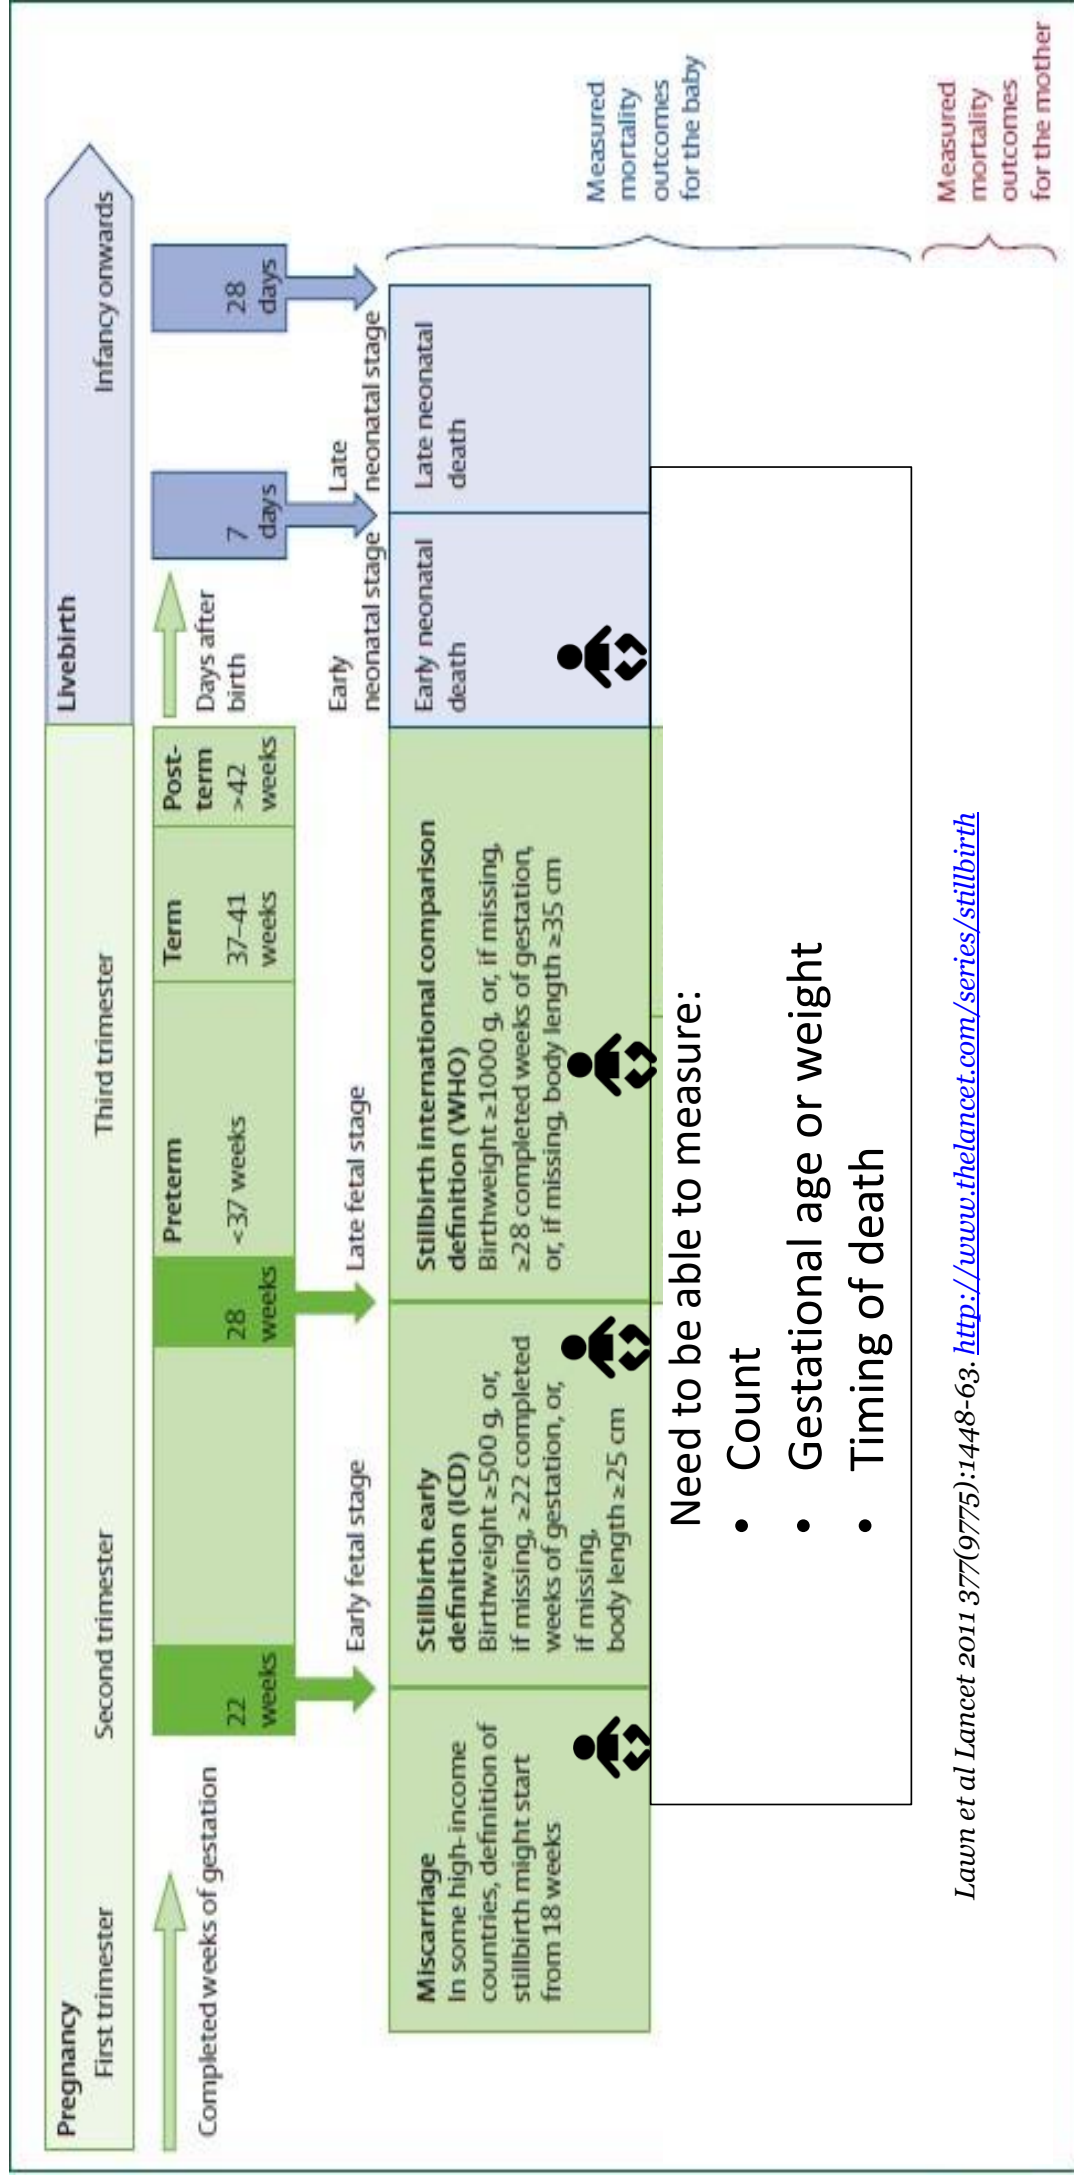 Pregnancy
First trimester
Second trimester
Third trimester
Livebirth
Infancy onwards
Completed weeks of gestation
22
weeks
28
weeks
Preterm
<37 weeks
Term
37–41
weeks
Post-
term
>42
weeks
Days after
birth
7
days
28
days
Early fetal stage
Late fetal stage
Early
neonatal stage
Late
neonatal stage
Miscarriage
In some high-income
countries, definition of
stillbirth might start
from 18 weeks
Stillbirth early
definition (ICD)
Birthweight ≥500 g, or,
if missing, ≥22 completed
weeks of gestation, or,
if missing,
body length ≥25 cm
Stillbirth international comparison
definition (WHO)
Birthweight ≥1000 g, or, if missing,
≥28 completed weeks of gestation,
or, if missing, body length ≥35 cm
Early neonatal
death
Late neonatal
death
Measured
mortality
outcomes
for the baby
Need to be able to measure:
• Count
• Gestational age or weight
• Timing of death
Measured
mortality
outcomes
for the mother
Lawn et al Lancet 2011 377(9775):1448-63. http://www.thelancet.com/series/stillbirth